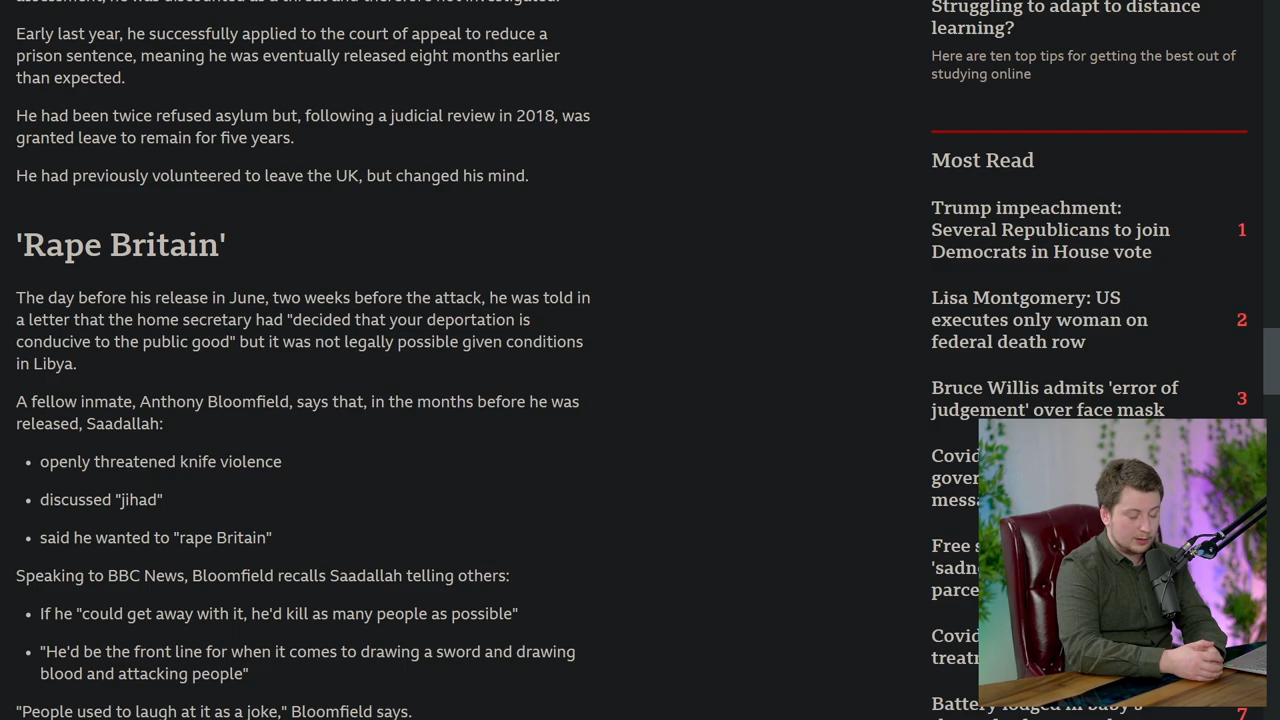 Early last year, he successfully applied to the court of appeal to reduce a
prison sentence, meaning he was eventually released eight months earlier
than expected.
He had been twice refused asylum but, following a judicial review in 2018, was
granted leave to remain for five years.
He had previously volunteered to leave the UK, but changed his mind.
'Rape Britain'
The day before his release in June, two weeks before the attack, he was told in
a letter that the home secretary had "decided that your deportation is
conducive to the public good" but it was not legally possible given conditions
in Libya.
A fellow inmate, Anthony Bloomfield, says that, in the months before he was
released, Saadallah:
• openly threatened knife violence
• discussed "jihad"
• said he wanted to "rape Britain"
Speaking to BBC News, Bloomfield recalls Saadallah telling others:
• If he "could get away with it, he'd kill as many people as possible"
• "He'd be the front line for when it comes to drawing a sword and drawing
blood and attacking people"
"People used to laugh at it as a joke," Bloomfield says.
Struggling to adapt to distance
learning?
Here are ten top tips for getting the best out of
studying online
Most Read
Trump impeachment:
Several Republicans to join
Democrats in House vote
1
Lisa Montgomery: US
executes only woman on
federal death row
2
Bruce Willis admits 'error of
judgement' over face mask
3
Covid
gover
messa
Free s
'sadn
parce
Covid
treatn
Battery lodged in baby's
7